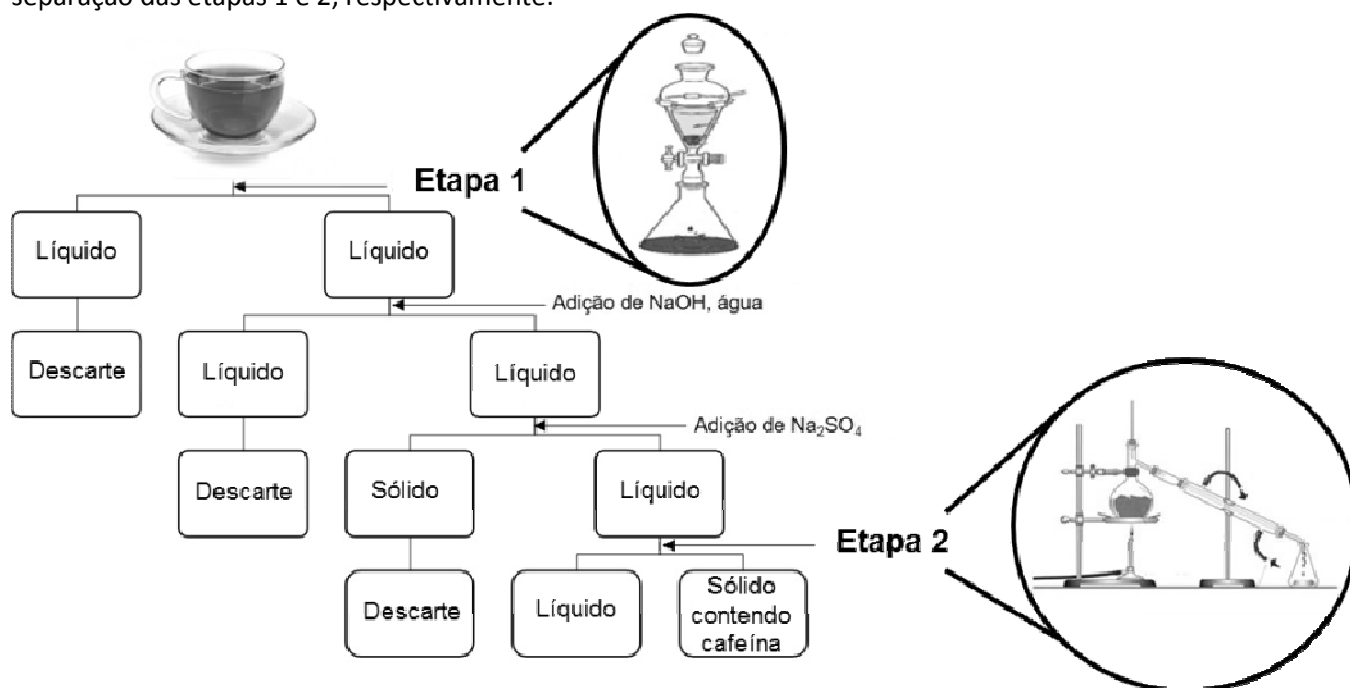 separação das etapas 1 e 2, respectivamente.
Etapa 1
Líquido
Líquido
Adição de NaOH, água
Descarte
Líquido
Líquido
Adição de Na₂SO₄
Descarte
Sólido
Líquido
Etapa 2
Descarte
Líquido
Sólido
contendo
cafeína